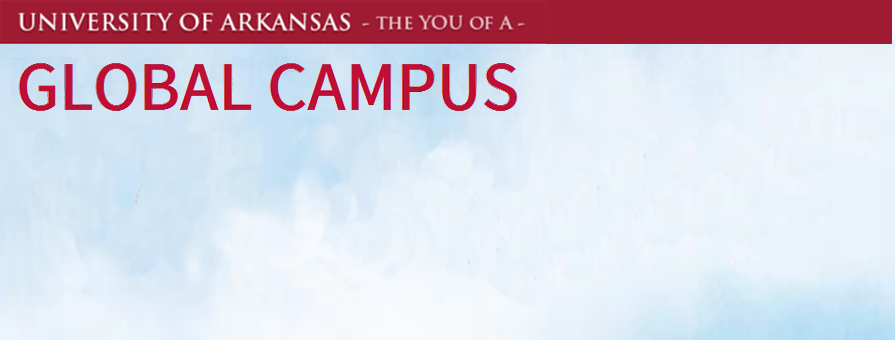 UNIVERSITY OF ARKANSAS - THE YOU OF A -
GLOBAL CAMPUS